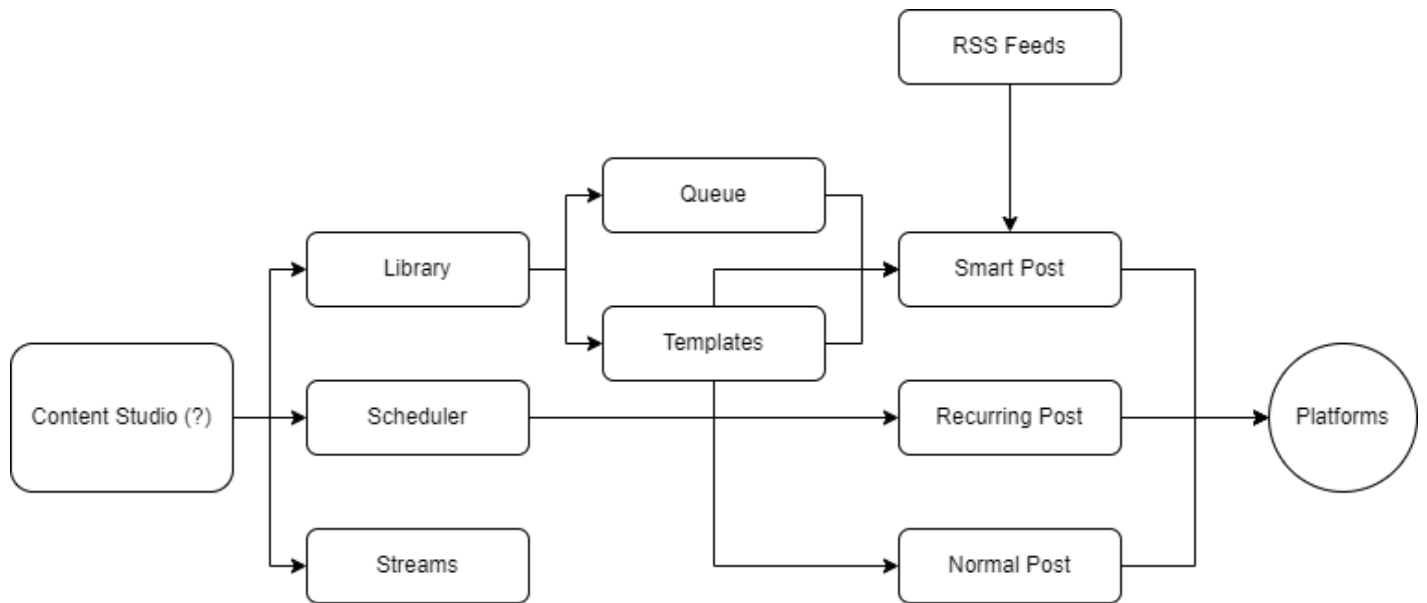 RSS Feeds
Queue
Library
Smart Post
Templates
Content Studio (?)
Scheduler
Recurring Post
Platforms
Streams
Normal Post